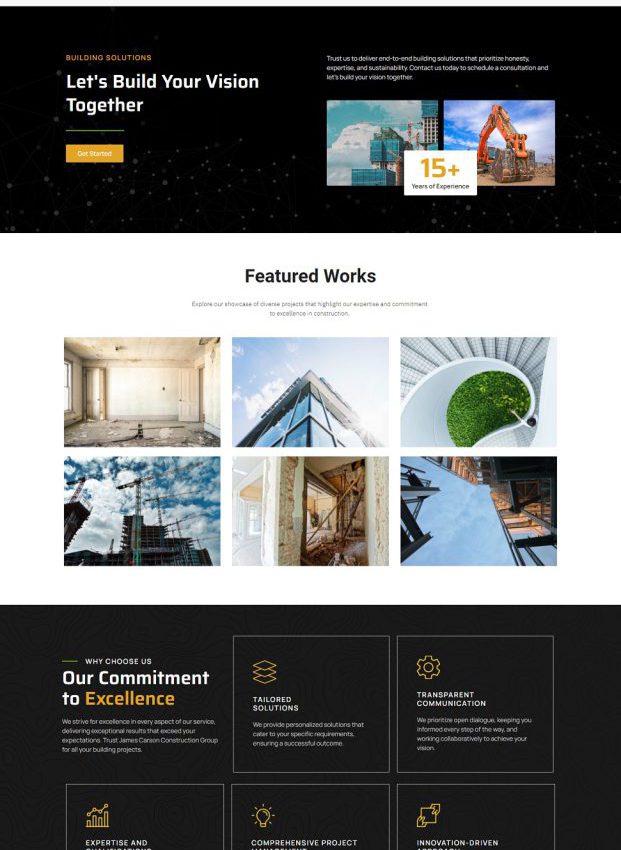 BUILDING SOLUTIONS
Let's Build Your Vision
Together
Get Started
Trust us to deliver end-to-end building solutions that prioritize honesty,
expertise, and sustainability. Contact us today to schedule a consultation and
let's build your vision together.
15+
Years of Experience
Featured Works
Explore our showcase of diverse projects that highlight our expertise and commitment
to excellence in construction.
WHY CHOOSE US
Our Commitment
to Excellence
We strive for excellence in every aspect of our service,
delivering exceptional results that exceed your
expectations. Trust James Carson Construction Group
for all your building projects.
TAILORED
SOLUTIONS
We provide personalized solutions that
cater to your specific requirements,
ensuring a successful outcome.
TRANSPARENT
COMMUNICATION
We prioritize open dialogue, keeping you
informed every step of the way, and
working collaboratively to achieve your
vision.
EXPERTISE AND
COMPREHENSIVE PROJECT
INNOVATION-DRIVEN